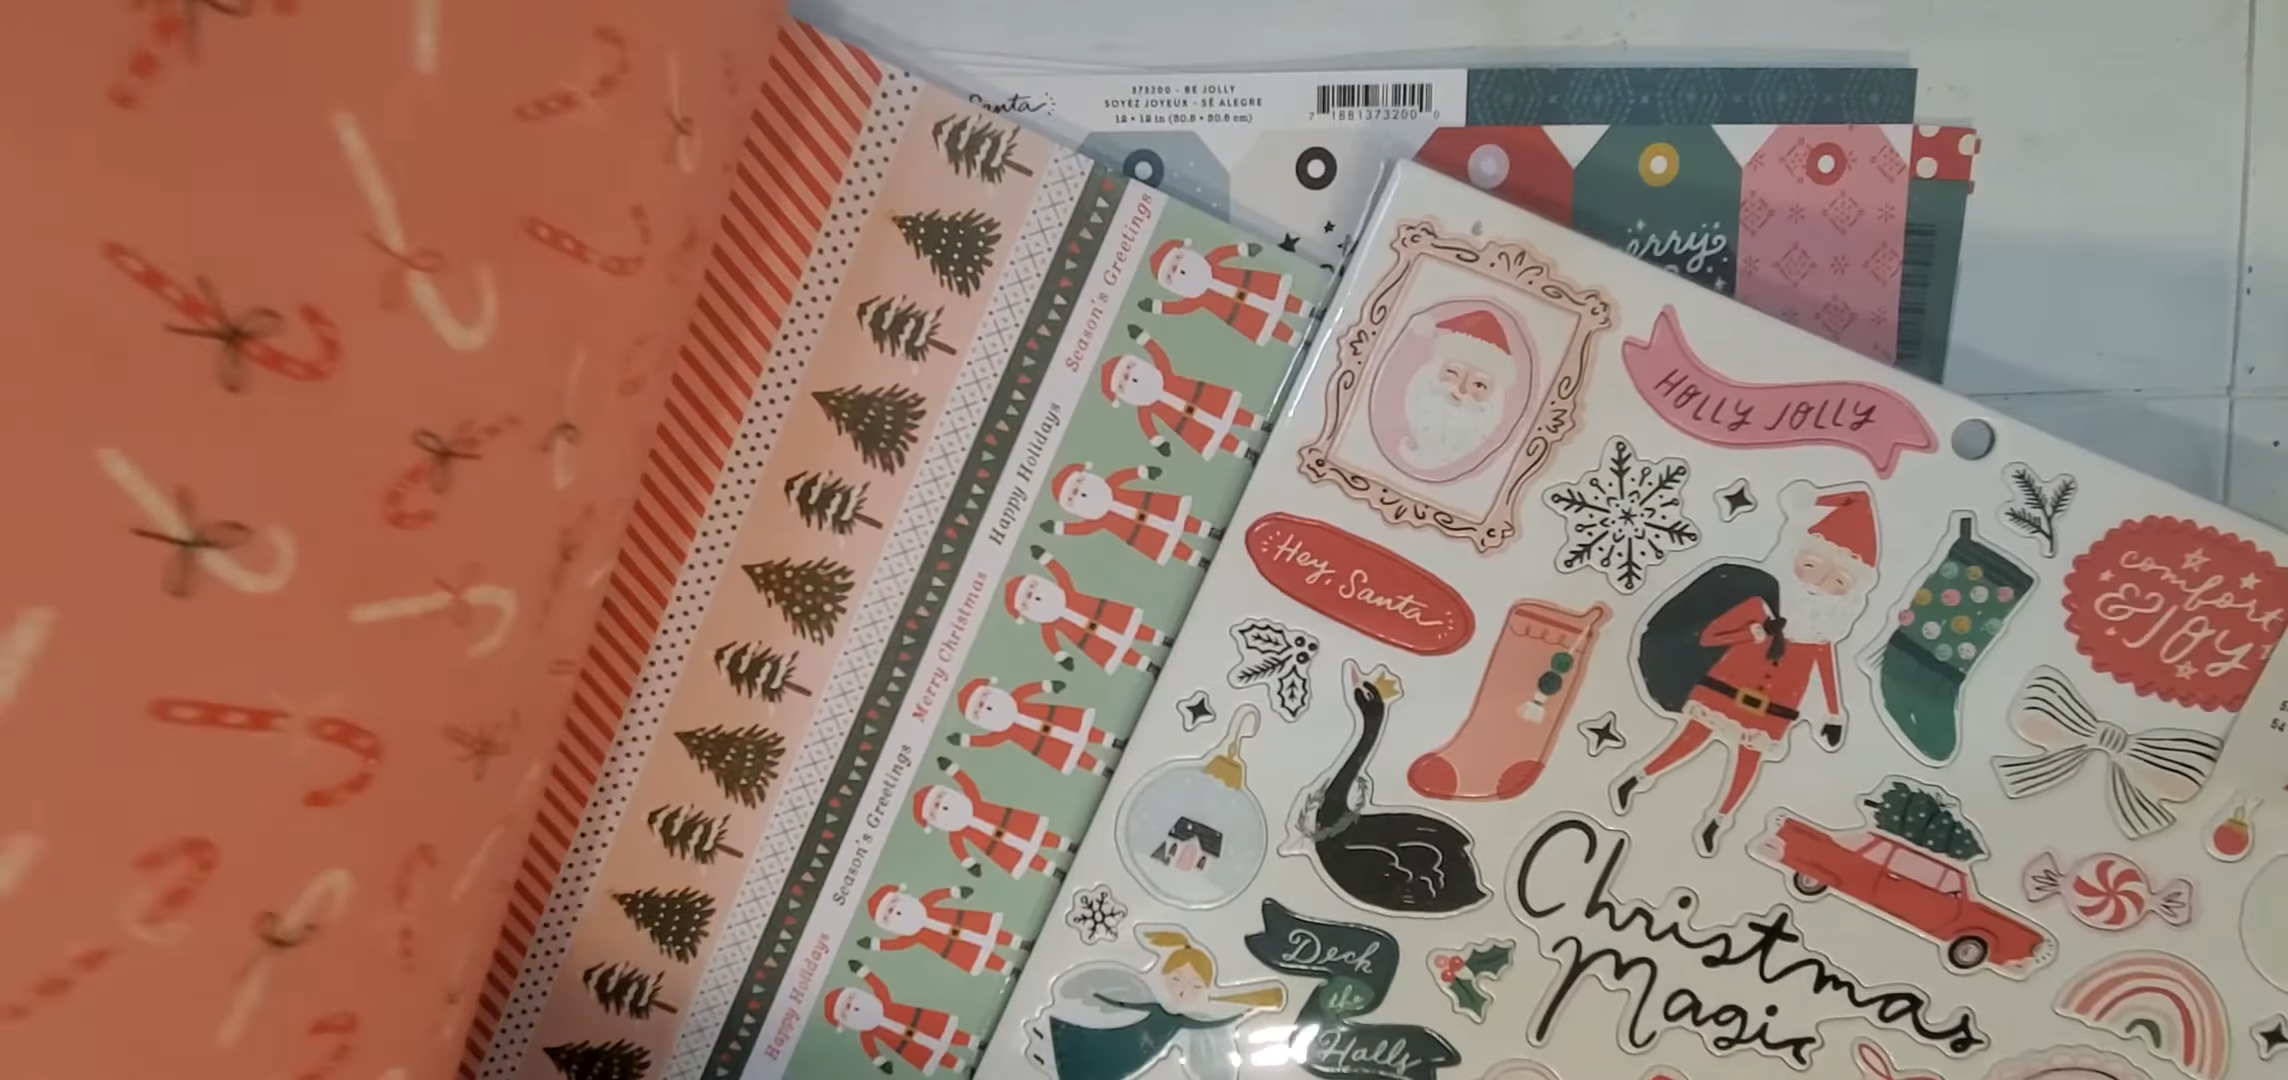 Santa
373200 - BE JOLLY
SOYEZ JOYEUX - SÉ ALEGRE
12 • 12 in (30.5 • 30.5 cm)
7 18813 73200 0
Season's Greetings
Happy Holidays
Merry Christmas
Season's Greetings
Happy Holidays
HOLLY JOLLY
Hey, Santa
comfort
& JOY
Christmas
Magic
Deck
the
Halls